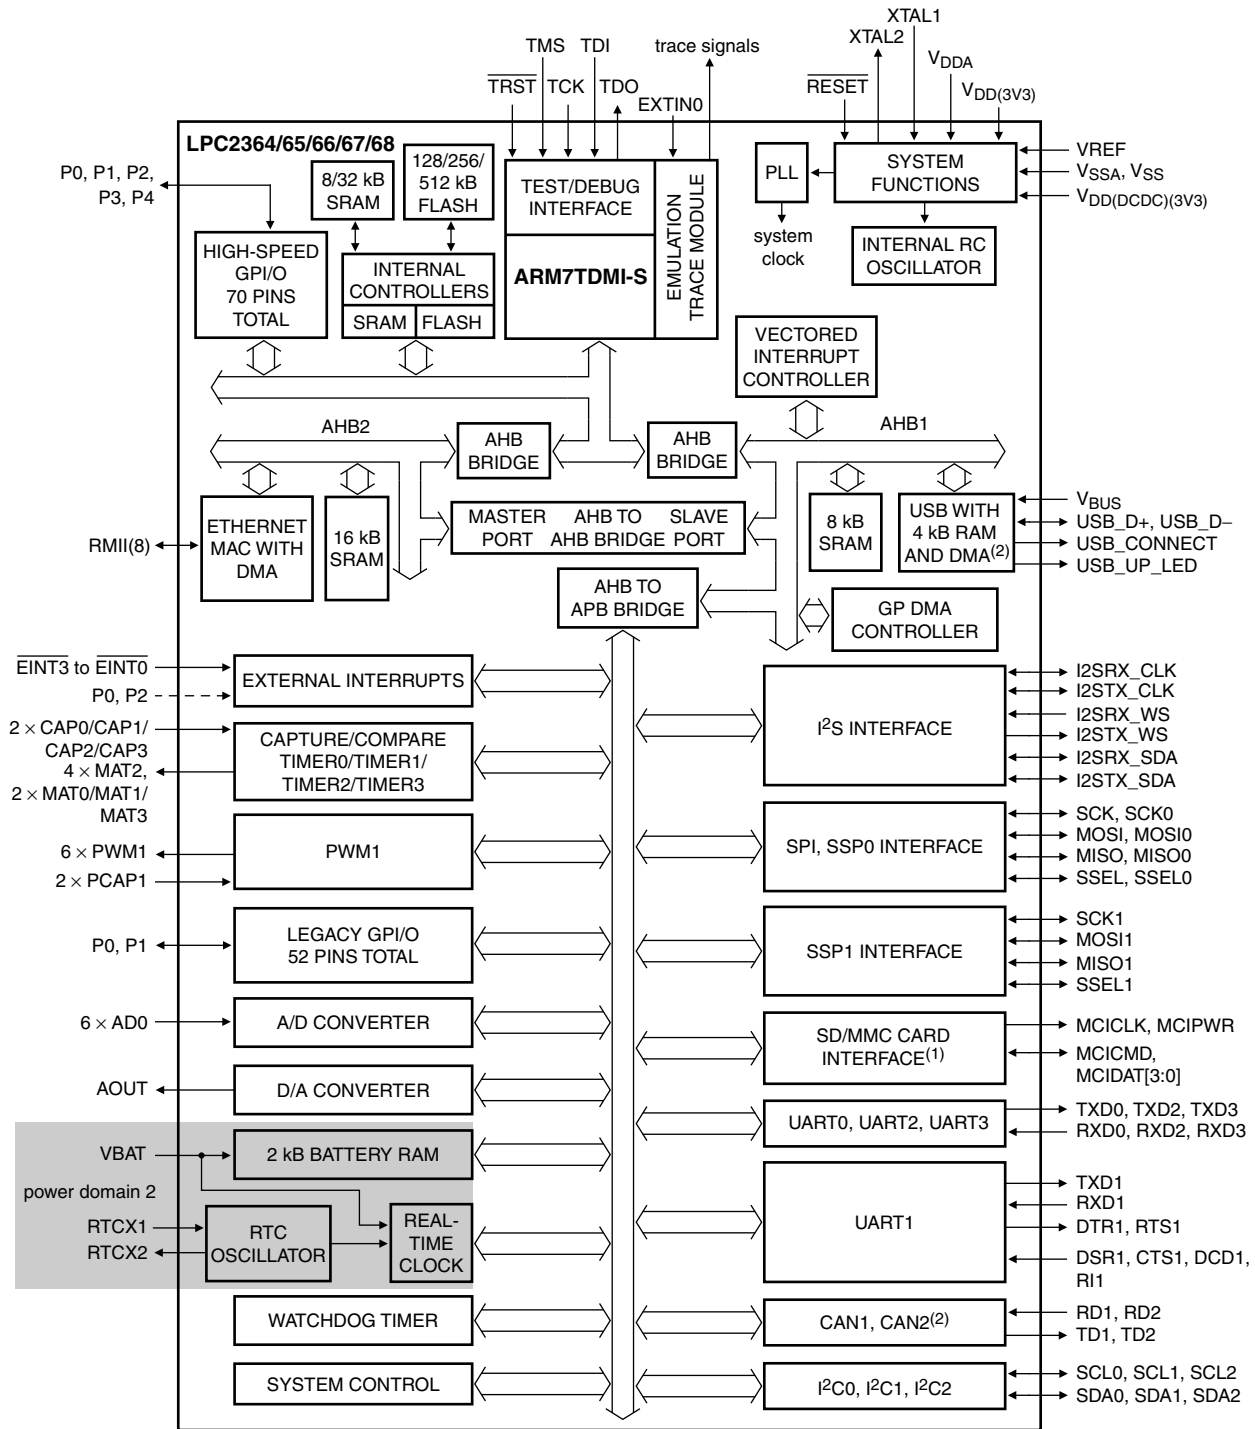 XTAL1
XTAL2
TMS TDI
trace signals
VDDA
TRST TCK TDO
RESET
VDD(3V3)
EXTIN0
LPC2364/65/66/67/68
P0, P1, P2,
P3, P4
8/32 kB
SRAM
128/256/
512 kB
FLASH
TEST/DEBUG
INTERFACE
EMULATION
TRACE MODULE
PLL
SYSTEM
FUNCTIONS
VREF
VSSA, VSS
VDD(DCDC)(3V3)
system
clock
INTERNAL RC
OSCILLATOR
HIGH-SPEED
GPI/O
70 PINS
TOTAL
INTERNAL
CONTROLLERS
SRAM FLASH
ARM7TDMI-S
VECTORED
INTERRUPT
CONTROLLER
AHB2
AHB
BRIDGE
AHB
BRIDGE
AHB1
ETHERNET
MAC WITH
DMA
RMII(8)
16 kB
SRAM
MASTER
PORT
AHB TO
AHB BRIDGE
SLAVE
PORT
8 kB
SRAM
USB WITH
4 kB RAM
AND DMA(2)
VBUS
USB_D+, USB_D−
USB_CONNECT
USB_UP_LED
AHB TO
APB BRIDGE
GP DMA
CONTROLLER
EINT3 to EINT0
P0, P2
EXTERNAL INTERRUPTS
I2S INTERFACE
I2SRX_CLK
I2STX_CLK
I2SRX_WS
I2STX_WS
I2SRX_SDA
I2STX_SDA
2 × CAP0/CAP1/
CAP2/CAP3
4 × MAT2,
2 × MAT0/MAT1/
MAT3
CAPTURE/COMPARE
TIMER0/TIMER1/
TIMER2/TIMER3
SPI, SSP0 INTERFACE
SCK, SCK0
MOSI, MOSI0
MISO, MISO0
SSEL, SSEL0
6 × PWM1
2 × PCAP1
PWM1
P0, P1
LEGACY GPI/O
52 PINS TOTAL
SSP1 INTERFACE
SCK1
MOSI1
MISO1
SSEL1
6 × AD0
A/D CONVERTER
SD/MMC CARD
INTERFACE(1)
MCICLK, MCIPWR
MCICMD,
MCIDAT[3:0]
AOUT
D/A CONVERTER
UART0, UART2, UART3
TXD0, TXD2, TXD3
RXD0, RXD2, RXD3
VBAT
2 kB BATTERY RAM
power domain 2
RTCX1
RTCX2
RTC
OSCILLATOR
REAL-
TIME
CLOCK
UART1
TXD1
RXD1
DTR1, RTS1
DSR1, CTS1, DCD1,
RI1
WATCHDOG TIMER
CAN1, CAN2(2)
RD1, RD2
TD1, TD2
SYSTEM CONTROL
I2C0, I2C1, I2C2
SCL0, SCL1, SCL2
SDA0, SDA1, SDA2